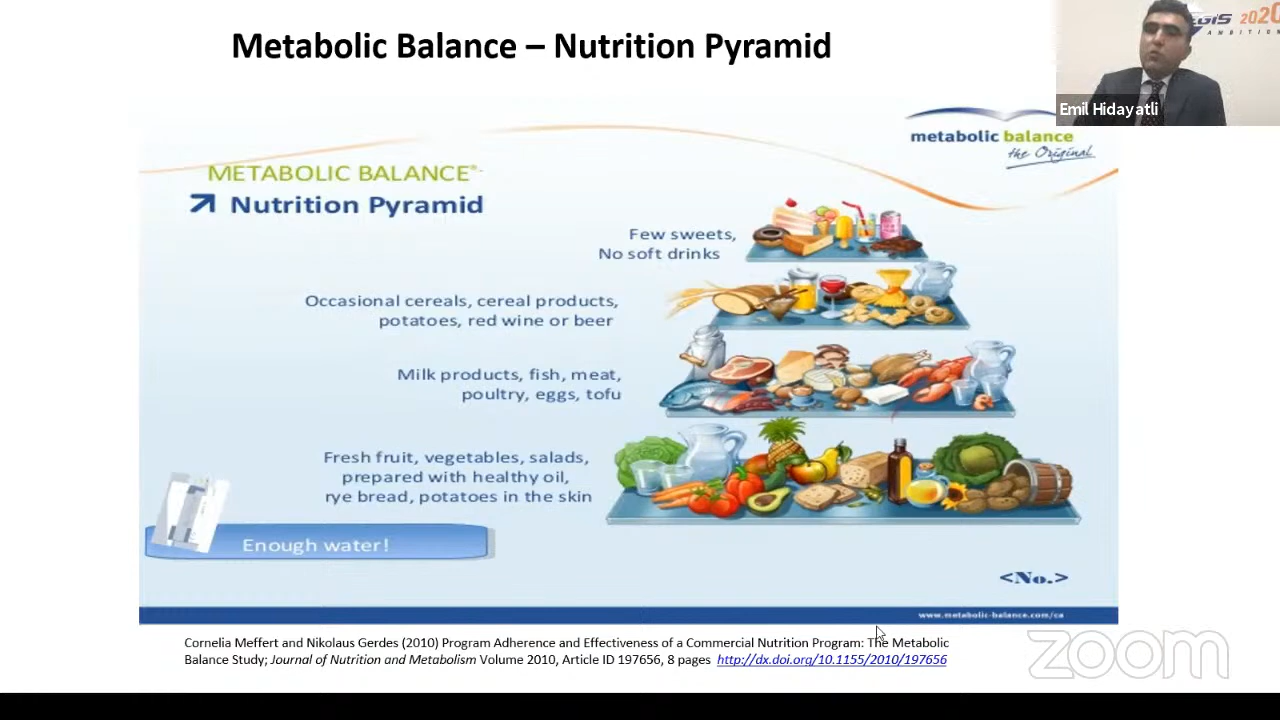 Metabolic Balance – Nutrition Pyramid
EGIS 2020
AMBITION
Emil Hidayatli
metabolic balance
the Original
METABOLIC BALANCE®
Nutrition Pyramid
Few sweets,
No soft drinks
Occasional cereals, cereal products,
potatoes, red wine or beer
Milk products, fish, meat,
poultry, eggs, tofu
Fresh fruit, vegetables, salads,
prepared with healthy oil,
rye bread, potatoes in the skin
Enough water!
<No.>
www.metabolic-balance.com/ca
Cornelia Meffert and Nikolaus Gerdes (2010) Program Adherence and Effectiveness of a Commercial Nutrition Program: The Metabolic
Balance Study; Journal of Nutrition and Metabolism Volume 2010, Article ID 197656, 8 pages http://dx.doi.org/10.1155/2010/197656
zoom